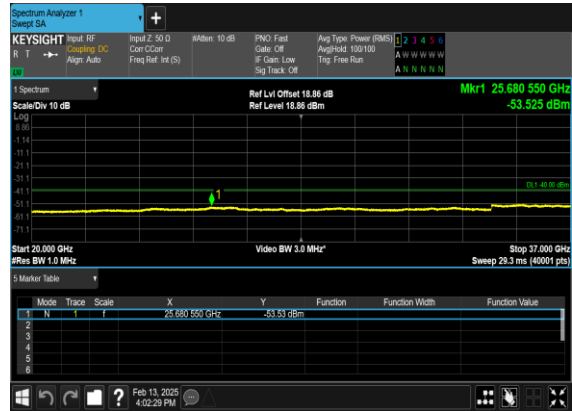 Spectrum Analyzer 1
Swept SA
+
KEYSIGHT Input: RF Input Z: 50 Ω #Atten: 10 dB PNO: Fast Avg Type: Power (RMS) 1 2 3 4 5 6
R T Coupling: DC Corr CCorr Gate: Off Avg|Hold: 100/100 A W W W W W
Align: Auto Freq Ref: Int (S) IF Gain: Low Trig: Free Run
Sig Track: Off A N N N N N
1 Spectrum Ref Lvl Offset 18.86 dB Mkr1 25.680 550 GHz
Scale/Div 10 dB Ref Level 18.86 dBm -53.525 dBm
Log
8.86
-1.14
-11.1
-21.1
-31.1
-41.1 DL1 -40.00 dBm
1
-51.1
-61.1
-71.1
Start 20.000 GHz Video BW 3.0 MHz* Stop 37.000 GHz
#Res BW 1.0 MHz Sweep 29.3 ms (40001 pts)
5 Marker Table
Mode Trace Scale X Y Function Function Width Function Value
1 N 1 f 25.680 550 GHz -53.53 dBm
2
3
4
5
6
? Feb 13, 2025
4:02:29 PM